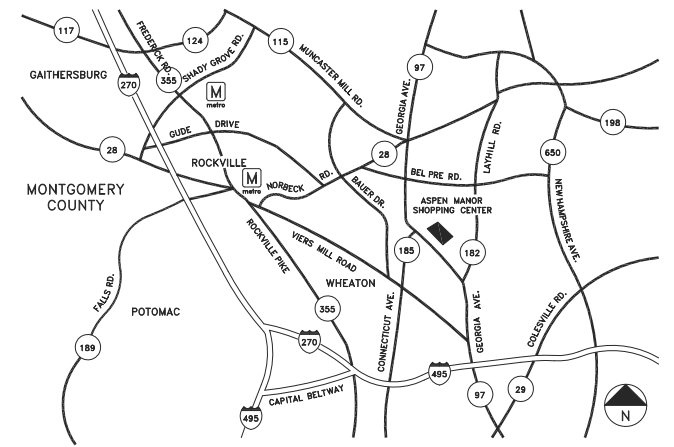 117
124
115
97
FREDERICK RD.
SHADY GROVE RD.
MUNCASTER MILL RD.
GAITHERSBURG
270
355
M
metro
GEORGIA AVE.
198
GUDE DRIVE
LAYHILL RD.
28
28
650
ROCKVILLE
M
metro
NORBECK RD.
BEL PRE RD.
MONTGOMERY
COUNTY
BAUER DR.
ASPEN MANOR
SHOPPING CENTER
NEW HAMPSHIRE AVE.
ROCKVILLE PIKE
VIERS MILL ROAD
185
182
FALLS RD.
WHEATON
POTOMAC
355
CONNECTICUT AVE.
GEORGIA AVE.
COLESVILLE RD.
189
270
495
CAPITAL BELTWAY
97
29
495
N